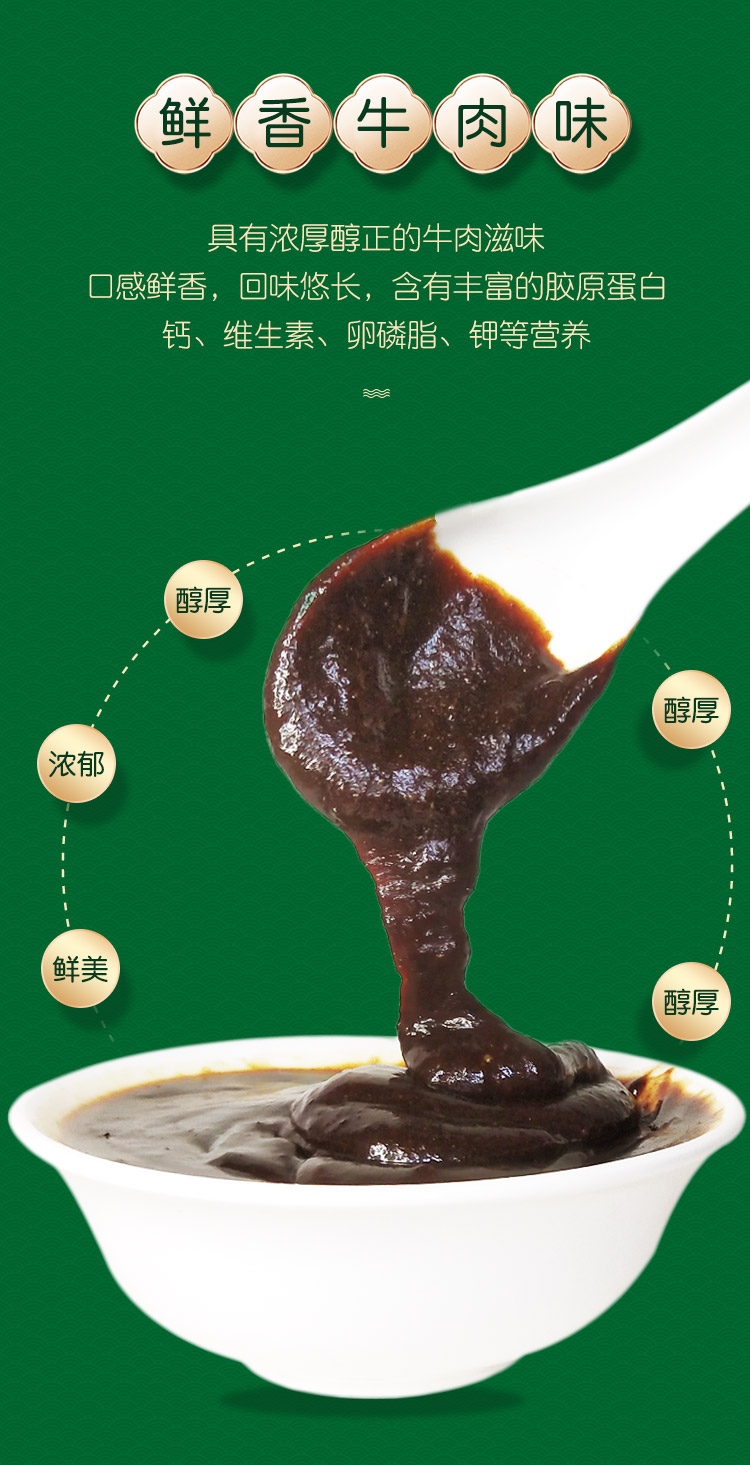 鲜香牛肉味
具有浓厚醇正的牛肉滋味
口感鲜香，回味悠长，含有丰富的胶原蛋白
钙、维生素、卵磷脂、钾等营养
醇厚
浓郁
鲜美
醇厚
醇厚